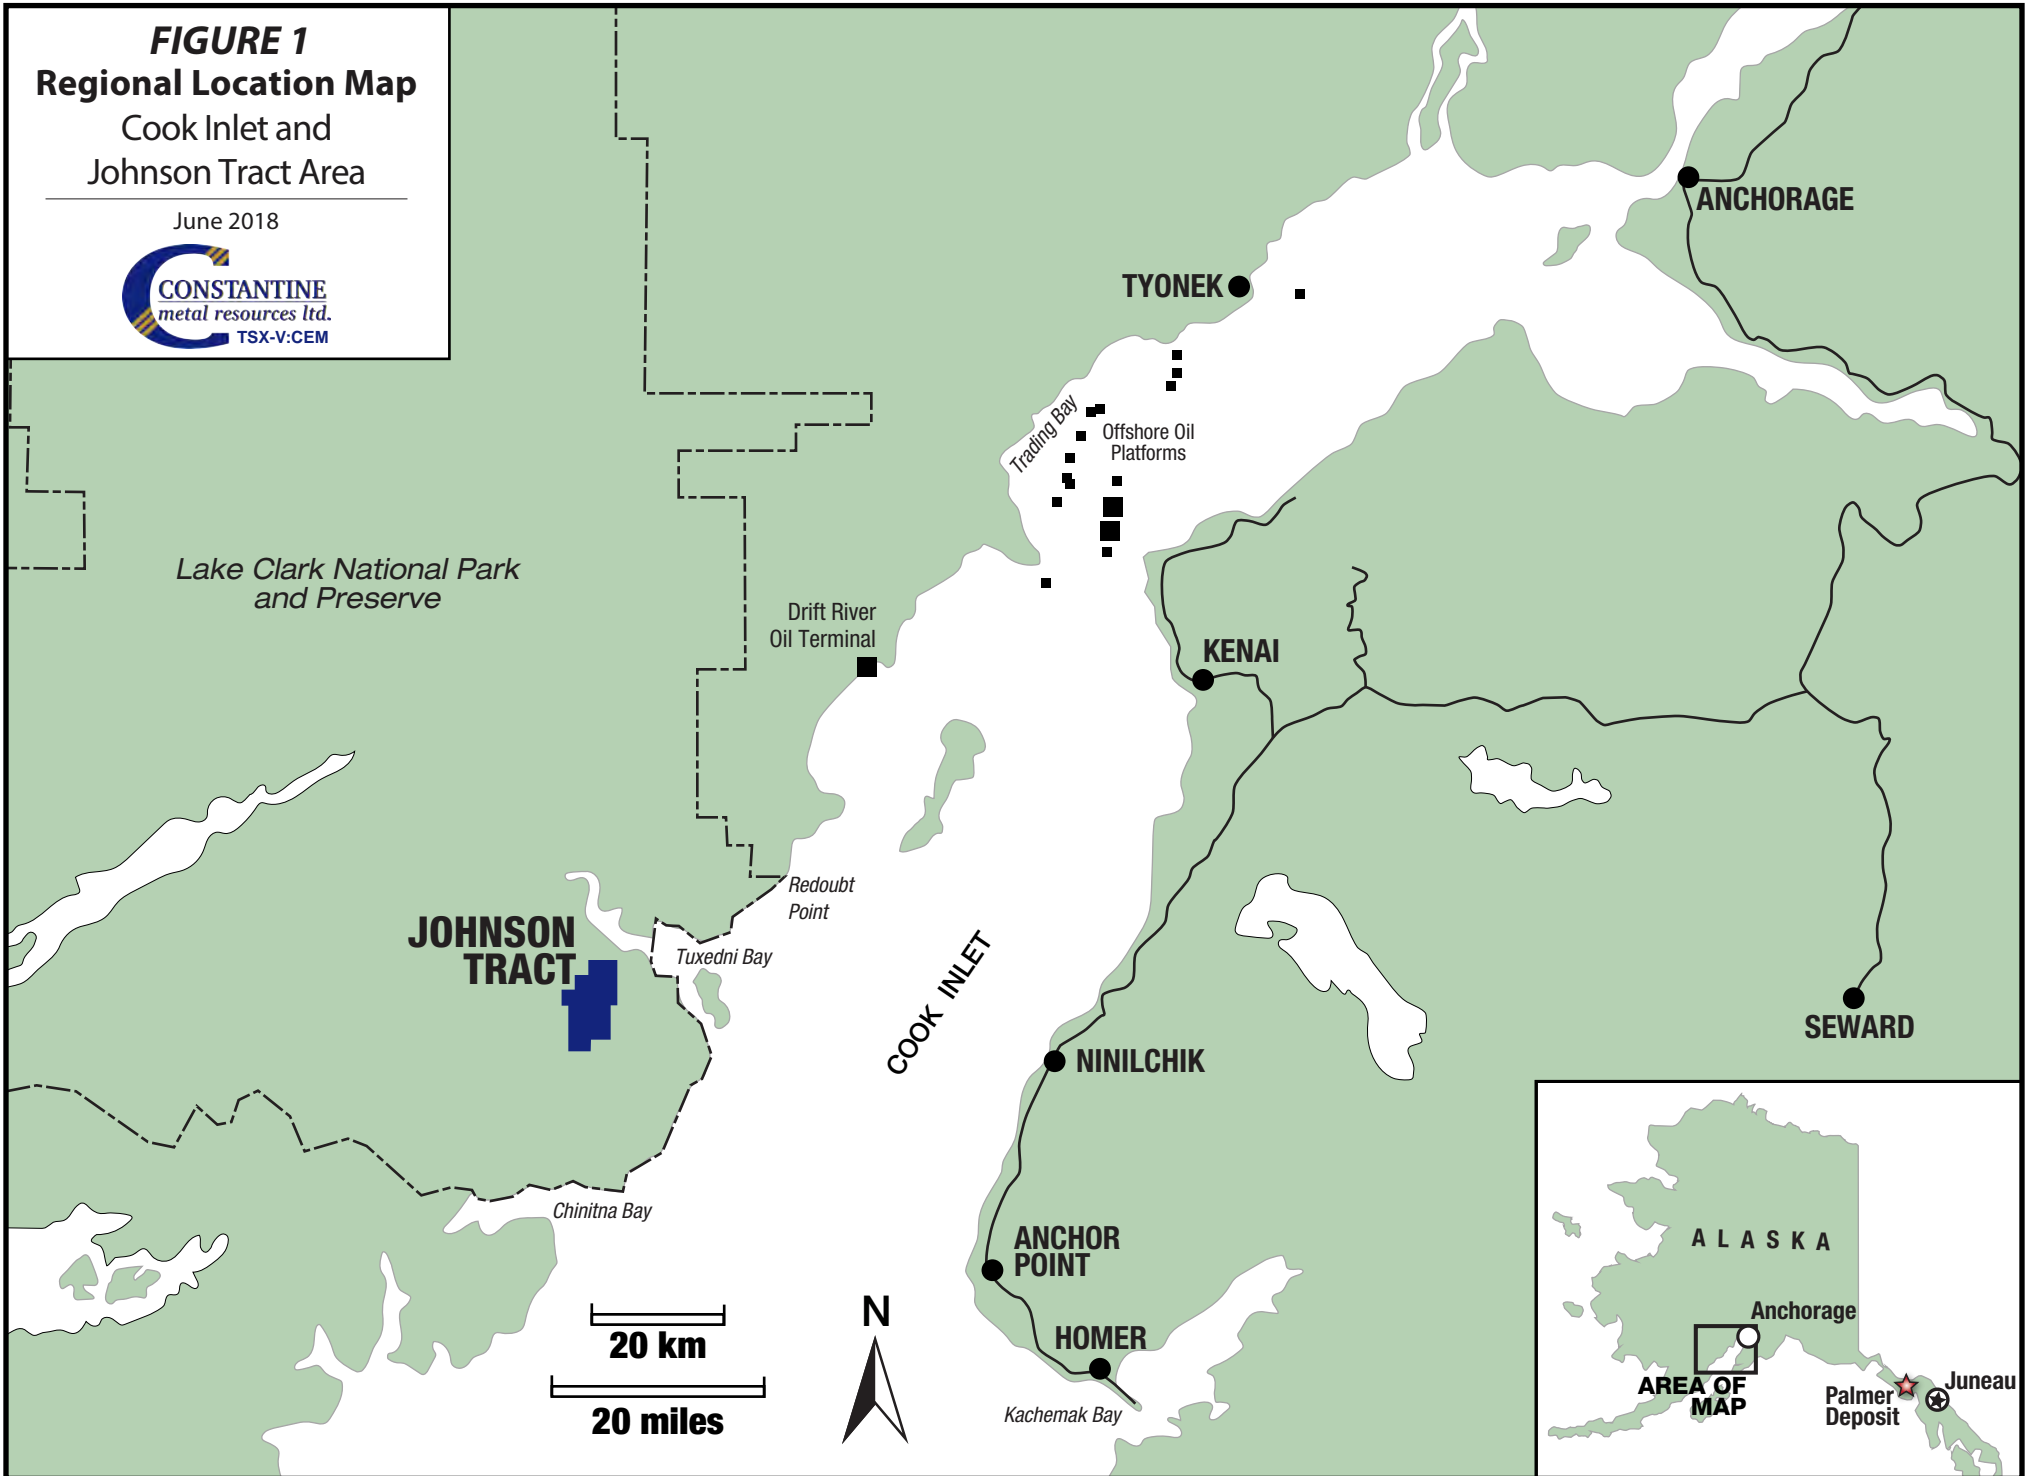 FIGURE 1
Regional Location Map
Cook Inlet and
Johnson Tract Area
June 2018
CONSTANTINE
metal resources ltd.
TSX-V:CEM
ANCHORAGE
TYONEK
Trading Bay
Offshore Oil
Platforms
Lake Clark National Park
and Preserve
Drift River
Oil Terminal
KENAI
Redoubt
Point
JOHNSON
TRACT
Tuxedni Bay
COOK INLET
SEWARD
NINILCHIK
Chinitna Bay
ANCHOR
POINT
HOMER
Kachemak Bay
20 km
20 miles
N
ALASKA
Anchorage
AREA OF
MAP
Palmer
Deposit
Juneau